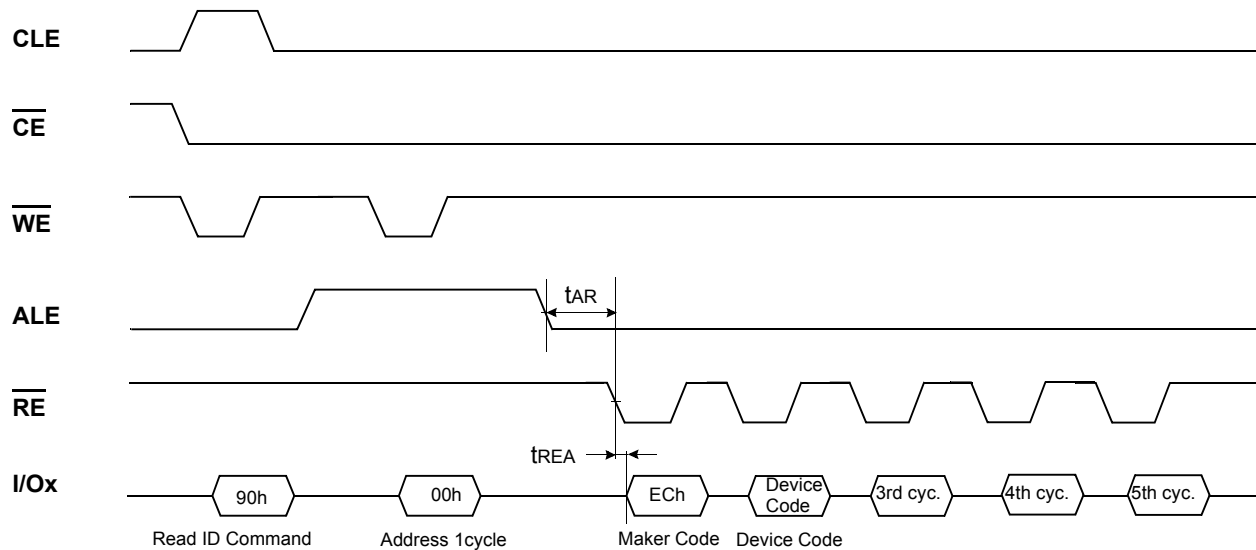 CLE
CE
WE
ALE
tAR
RE
tREA
I/Ox
90h
00h
ECh
Device
Code
3rd cyc.
4th cyc.
5th cyc.
Read ID Command
Address 1cycle
Maker Code
Device Code